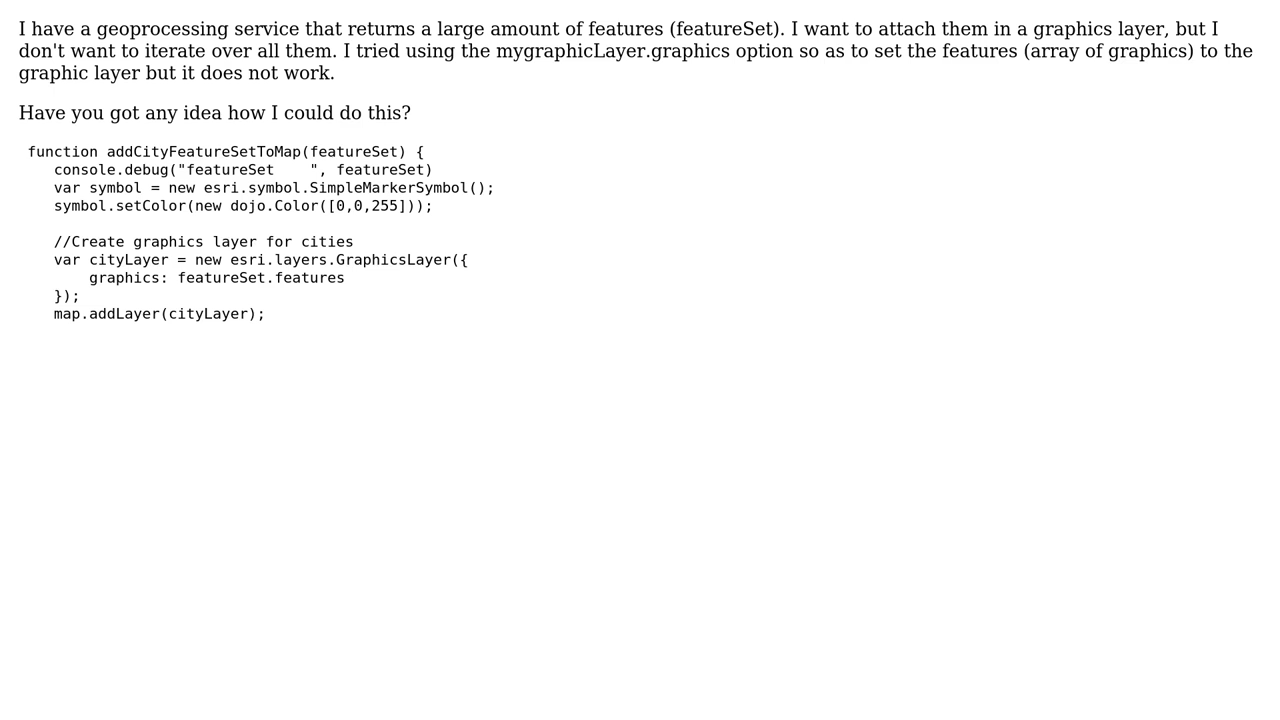 I have a geoprocessing service that returns a large amount of features (featureSet). I want to attach them in a graphics layer, but I
don't want to iterate over all them. I tried using the mygraphicLayer.graphics option so as to set the features (array of graphics) to the
graphic layer but it does not work.
Have you got any idea how I could do this?
function addCityFeatureSetToMap(featureSet) {
   console.debug("featureSet    ", featureSet)
   var symbol = new esri.symbol.SimpleMarkerSymbol();
   symbol.setColor(new dojo.Color([0,0,255]));
   //Create graphics layer for cities
   var cityLayer = new esri.layers.GraphicsLayer({
       graphics: featureSet.features
   });
   map.addLayer(cityLayer);